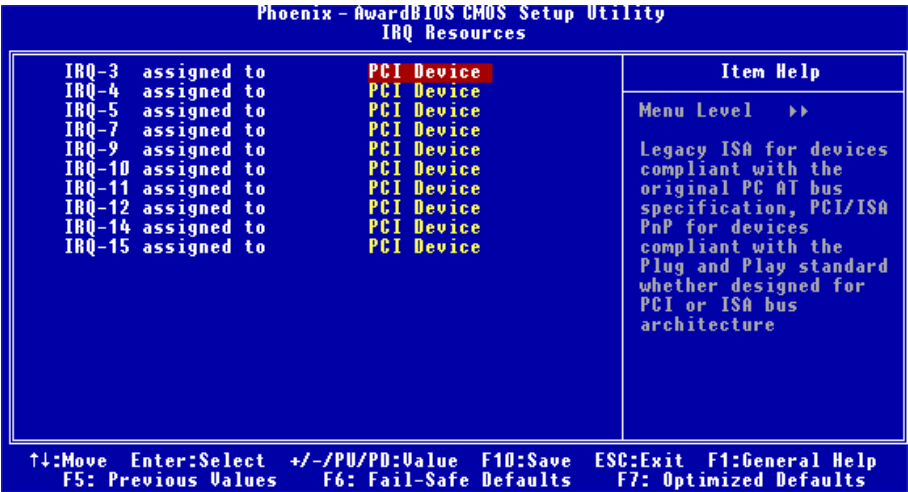 Phoenix - AwardBIOS CMOS Setup Utility
IRQ Resources
IRQ-3 assigned to PCI Device
IRQ-4 assigned to PCI Device
IRQ-5 assigned to PCI Device
IRQ-7 assigned to PCI Device
IRQ-9 assigned to PCI Device
IRQ-10 assigned to PCI Device
IRQ-11 assigned to PCI Device
IRQ-12 assigned to PCI Device
IRQ-14 assigned to PCI Device
IRQ-15 assigned to PCI Device
Item Help
Menu Level ▸▸
Legacy ISA for devices
compliant with the
original PC AT bus
specification, PCI/ISA
PnP for devices
compliant with the
Plug and Play standard
whether designed for
PCI or ISA bus
architecture
↑↓:Move Enter:Select +/-/PU/PD:Value F10:Save ESC:Exit F1:General Help
F5: Previous Values F6: Fail-Safe Defaults F7: Optimized Defaults